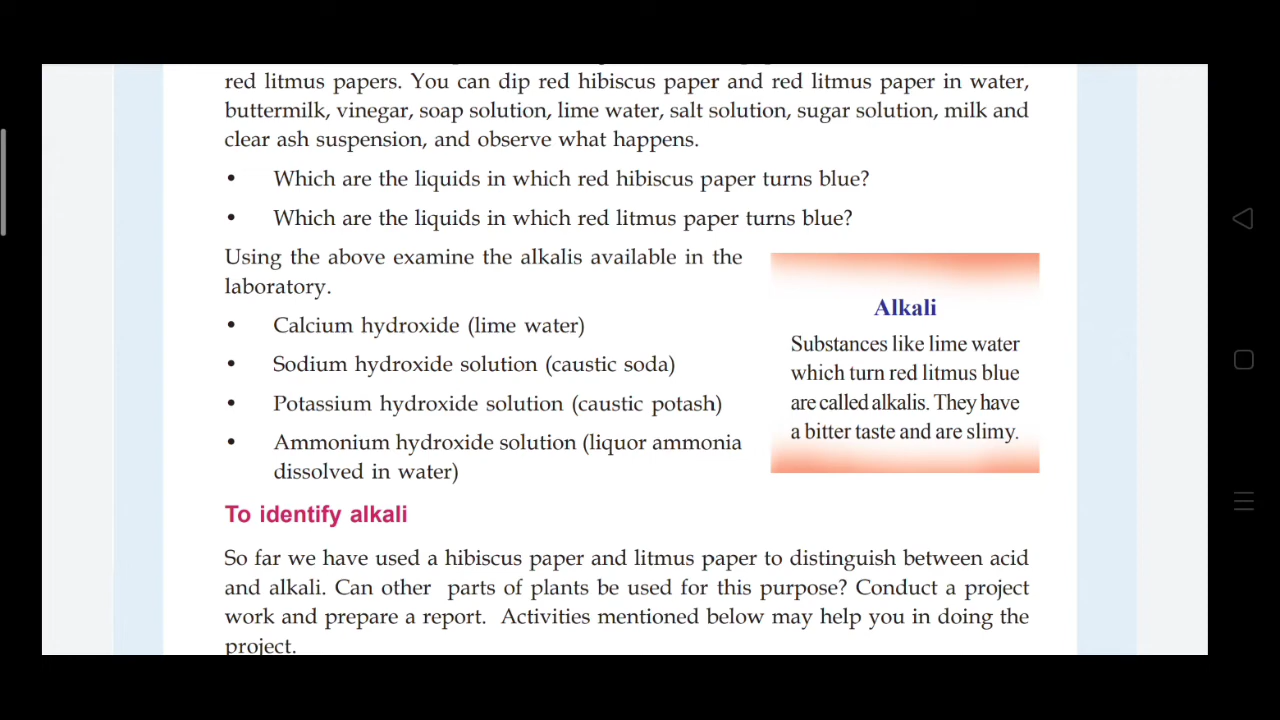 red litmus papers. You can dip red hibiscus paper and red litmus paper in water,
buttermilk, vinegar, soap solution, lime water, salt solution, sugar solution, milk and
clear ash suspension, and observe what happens.
• Which are the liquids in which red hibiscus paper turns blue?
• Which are the liquids in which red litmus paper turns blue?
Using the above examine the alkalis available in the
laboratory.
• Calcium hydroxide (lime water)
• Sodium hydroxide solution (caustic soda)
• Potassium hydroxide solution (caustic potash)
• Ammonium hydroxide solution (liquor ammonia
dissolved in water)
Alkali
Substances like lime water
which turn red litmus blue
are called alkalis. They have
a bitter taste and are slimy.
To identify alkali
So far we have used a hibiscus paper and litmus paper to distinguish between acid
and alkali. Can other parts of plants be used for this purpose? Conduct a project
work and prepare a report. Activities mentioned below may help you in doing the
project.